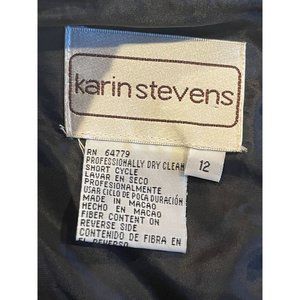 karin stevens
12
RN 64779
PROFESSIONALLY DRY CLEAN
SHORT CYCLE
LAVAR EN SECO
PROFESIONALMENTE
USAR CICLO DE POCA DURACIÓN
MADE IN MACAO
HECHO EN MACAO
FIBER CONTENT ON
REVERSE SIDE
CONTENIDO DE FIBRA EN
EL REVERSO